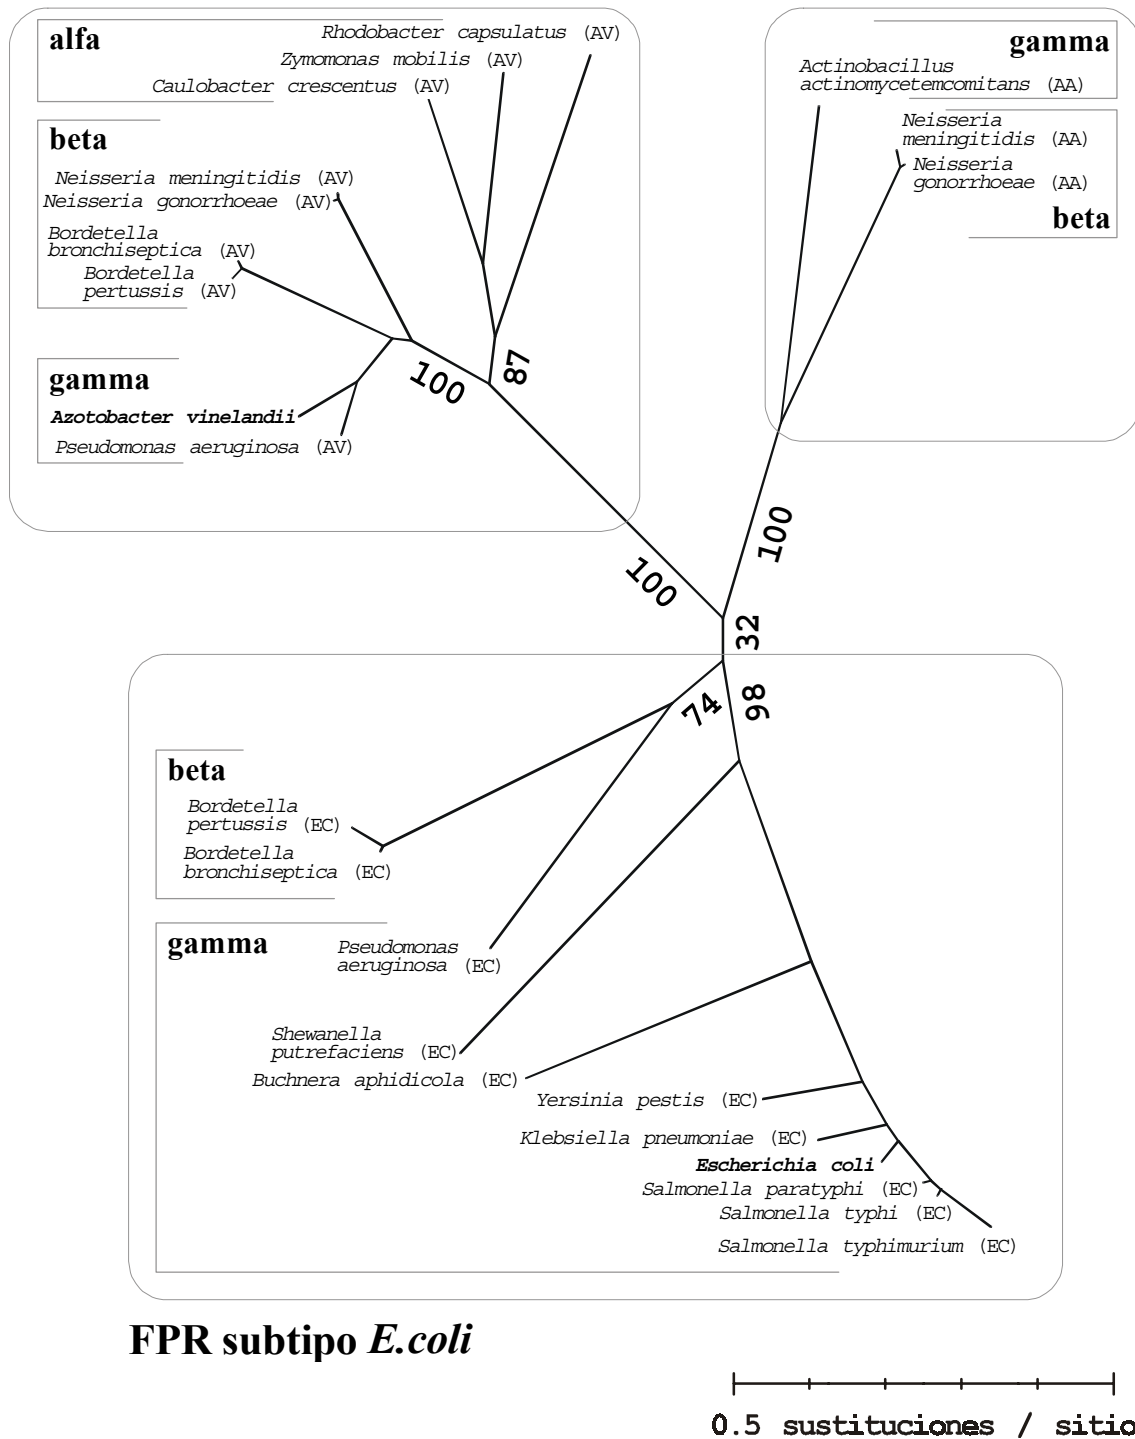 alfa
Rhodobacter capsulatus (AV)
Zymomonas mobilis (AV)
Caulobacter crescentus (AV)
beta
Neisseria meningitidis (AV)
Neisseria gonorrhoeae (AV)
Bordetella
bronchiseptica (AV)
Bordetella
pertussis (AV)
gamma
Azotobacter vinelandii
Pseudomonas aeruginosa (AV)
100
87
100
gamma
Actinobacillus
actinomycetemcomitans (AA)
Neisseria
meningitidis (AA)
Neisseria
gonorrhoeae (AA)
beta
100
32
74
98
beta
Bordetella
pertussis (EC)
Bordetella
bronchiseptica (EC)
gamma
Pseudomonas
aeruginosa (EC)
Shewanella
putrefaciens (EC)
Buchnera aphidicola (EC)
Yersinia pestis (EC)
Klebsiella pneumoniae (EC)
Escherichia coli
Salmonella paratyphi (EC)
Salmonella typhi (EC)
Salmonella typhimurium (EC)
FPR subtipo E.coli
0.5 sustituciones / sitio